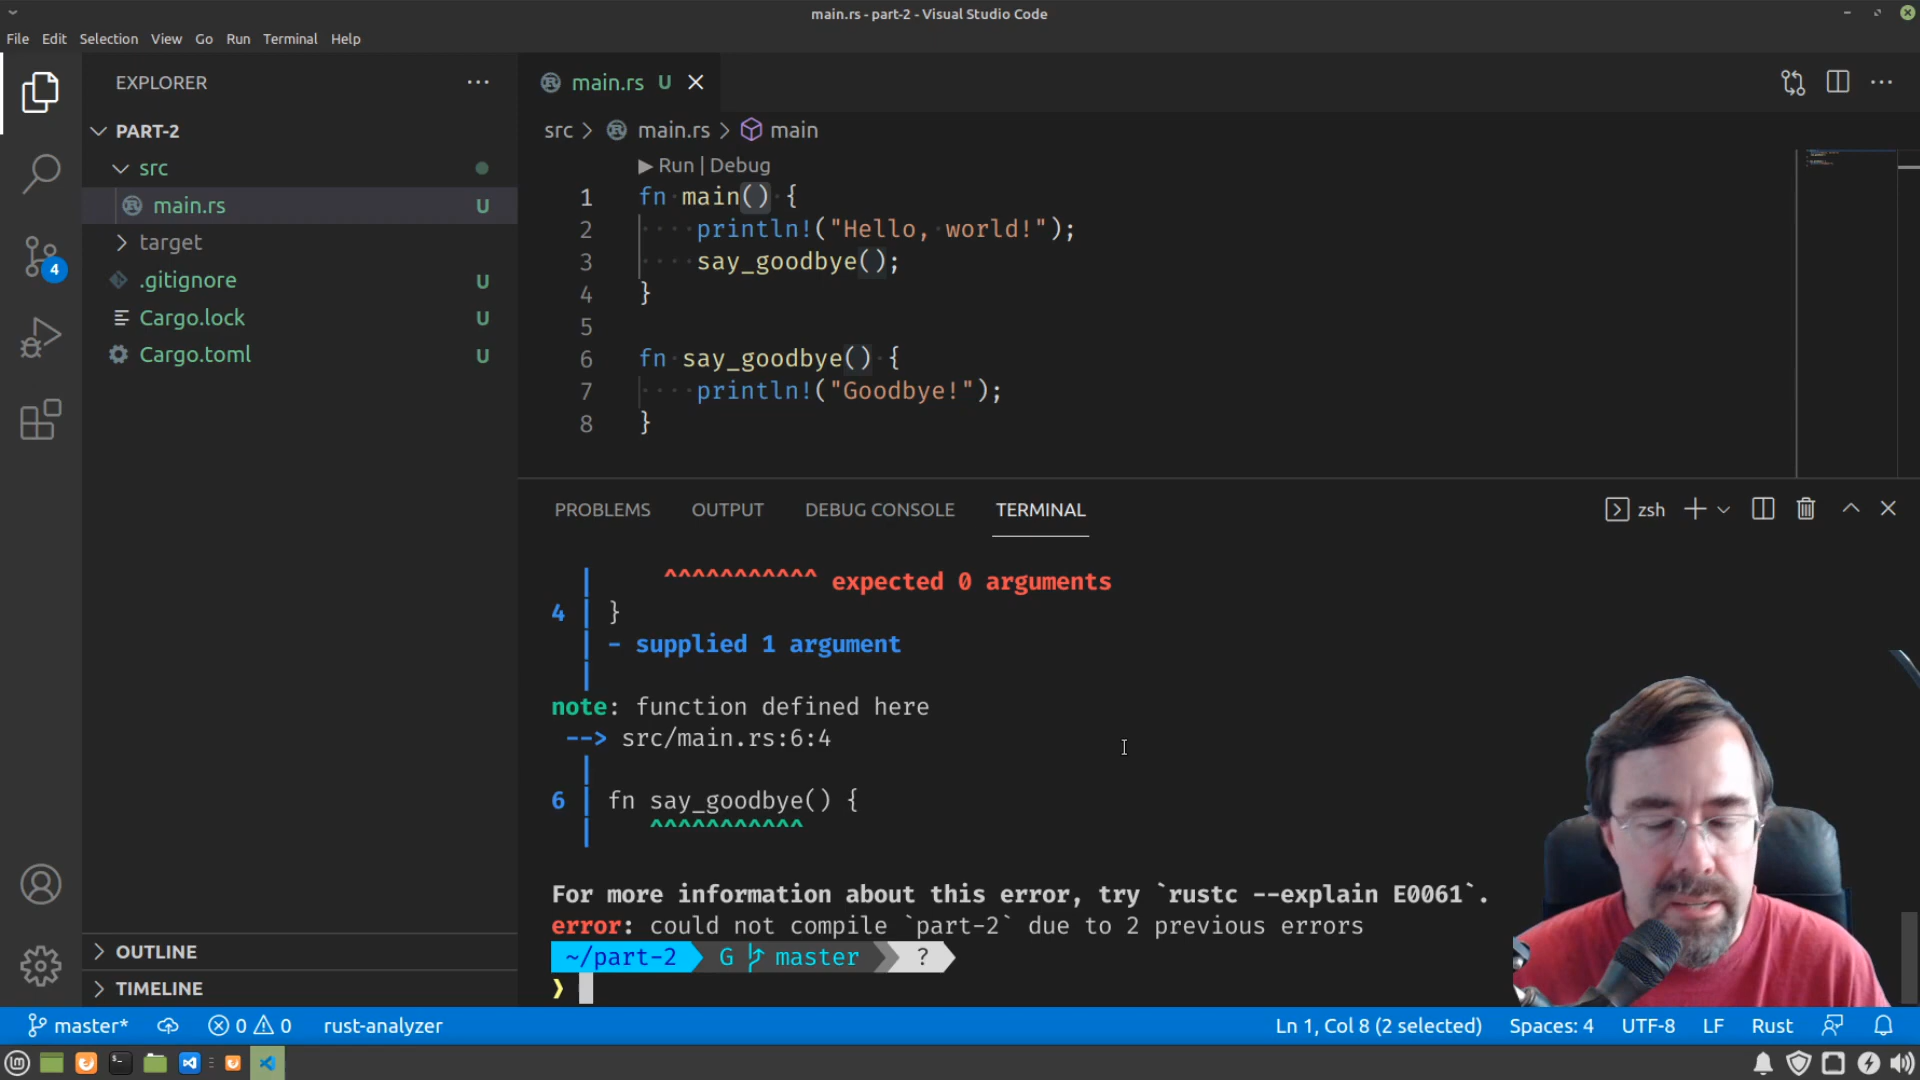 main.rs - part-2 - Visual Studio Code
File Edit Selection View Go Run Terminal Help
EXPLORER
PART-2
src
main.rs U
target
.gitignore U
Cargo.lock U
Cargo.toml U
OUTLINE
TIMELINE
4
main.rs U
src > main.rs > main
Run | Debug
1 fn main() {
2 println!("Hello, world!");
3 say_goodbye();
4 }
5
6 fn say_goodbye() {
7 println!("Goodbye!");
8 }
PROBLEMS OUTPUT DEBUG CONSOLE TERMINAL
zsh
^^^^^^^^^^^ expected 0 arguments
4 | }
| - supplied 1 argument
|
note: function defined here
--> src/main.rs:6:4
|
6 | fn say_goodbye() {
| ^^^^^^^^^^^
For more information about this error, try `rustc --explain E0061`.
error: could not compile `part-2` due to 2 previous errors
~/part-2 G master ?
❯
master* 0 0 rust-analyzer Ln 1, Col 8 (2 selected) Spaces: 4 UTF-8 LF Rust